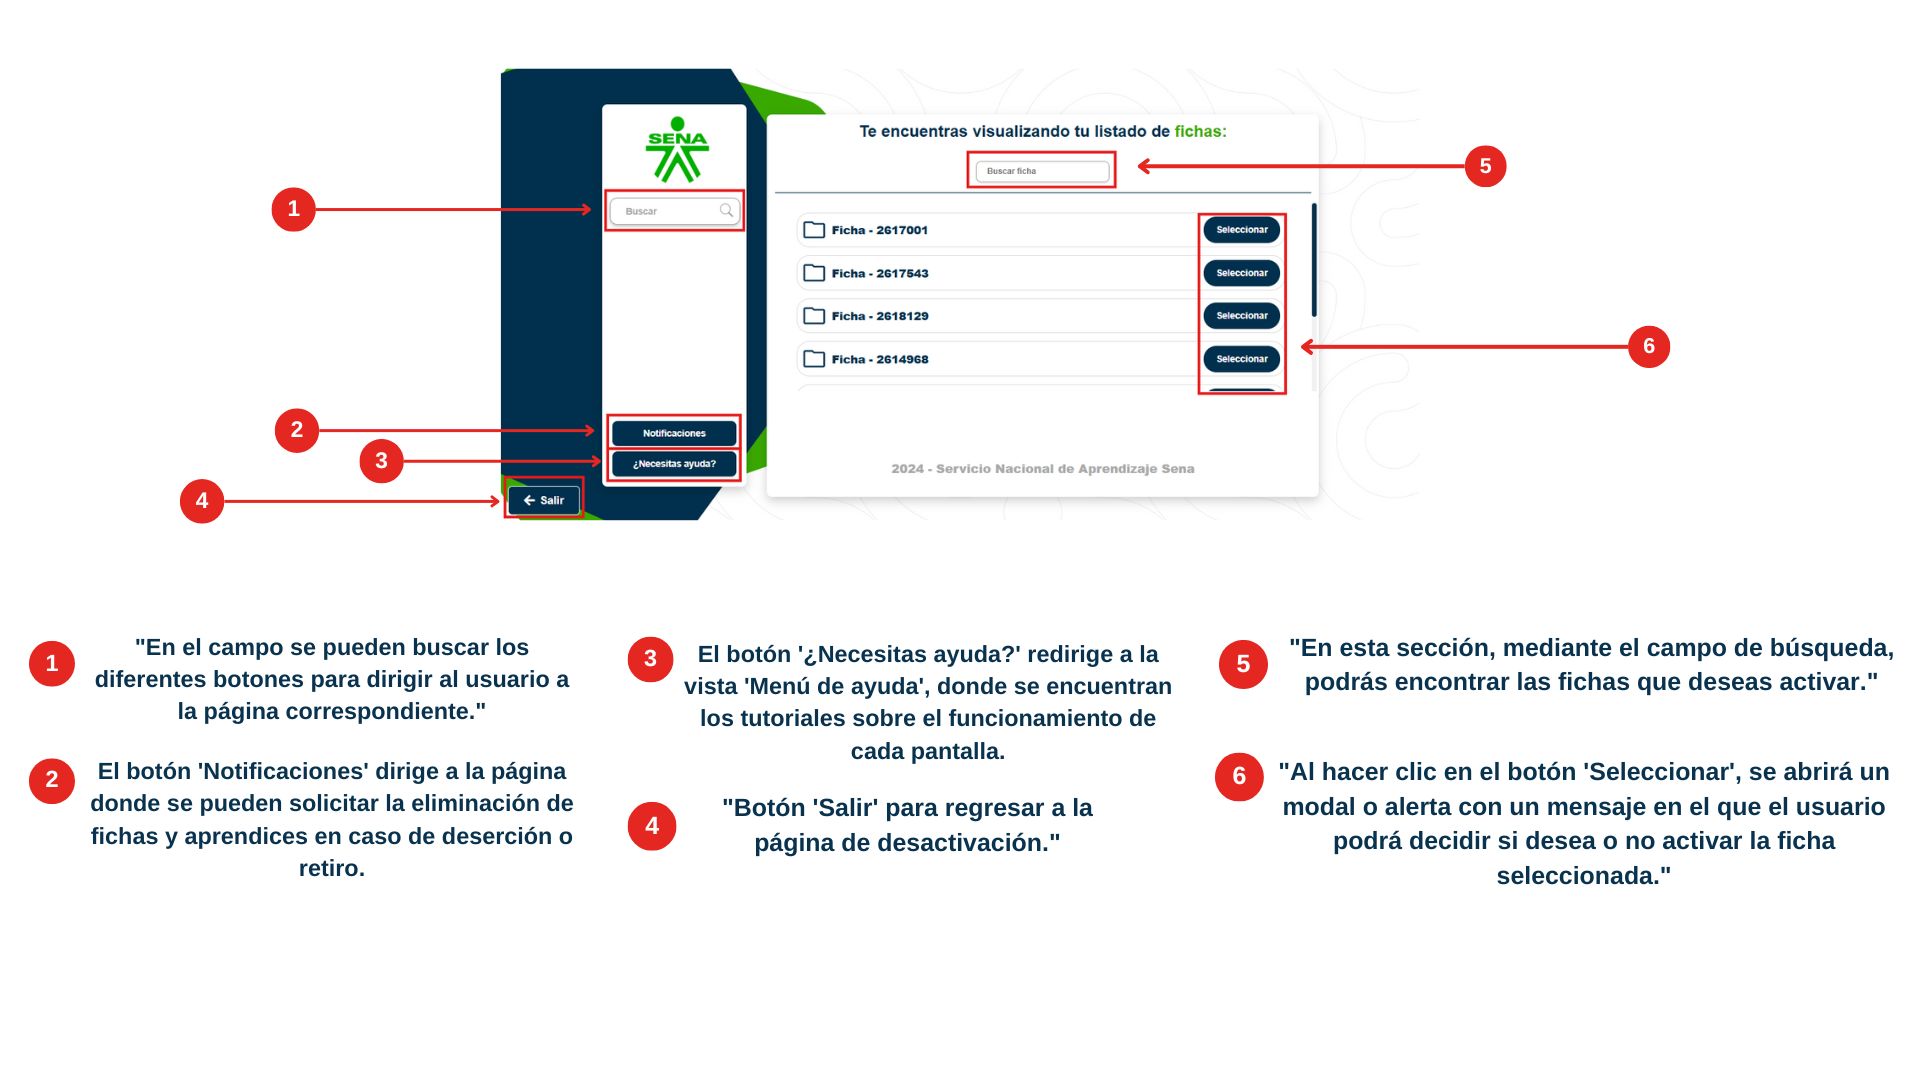 SENA
Te encuentras visualizando tu listado de fichas:
Buscar ficha
5
1
Buscar
Ficha - 2617001
Seleccionar
Ficha - 2617543
Seleccionar
Ficha - 2618129
Seleccionar
Ficha - 2614968
Seleccionar
6
2
Notificaciones
3
¿Necesitas ayuda?
2024 - Servicio Nacional de Aprendizaje Sena
4
Salir
1
"En el campo se pueden buscar los
diferentes botones para dirigir al usuario a
la página correspondiente."
2
El botón 'Notificaciones' dirige a la página
donde se pueden solicitar la eliminación de
fichas y aprendices en caso de deserción o
retiro.
3
El botón '¿Necesitas ayuda?' redirige a la
vista 'Menú de ayuda', donde se encuentran
los tutoriales sobre el funcionamiento de
cada pantalla.
4
"Botón 'Salir' para regresar a la
página de desactivación."
5
"En esta sección, mediante el campo de búsqueda,
podrás encontrar las fichas que deseas activar."
6
"Al hacer clic en el botón 'Seleccionar', se abrirá un
modal o alerta con un mensaje en el que el usuario
podrá decidir si desea o no activar la ficha
seleccionada."